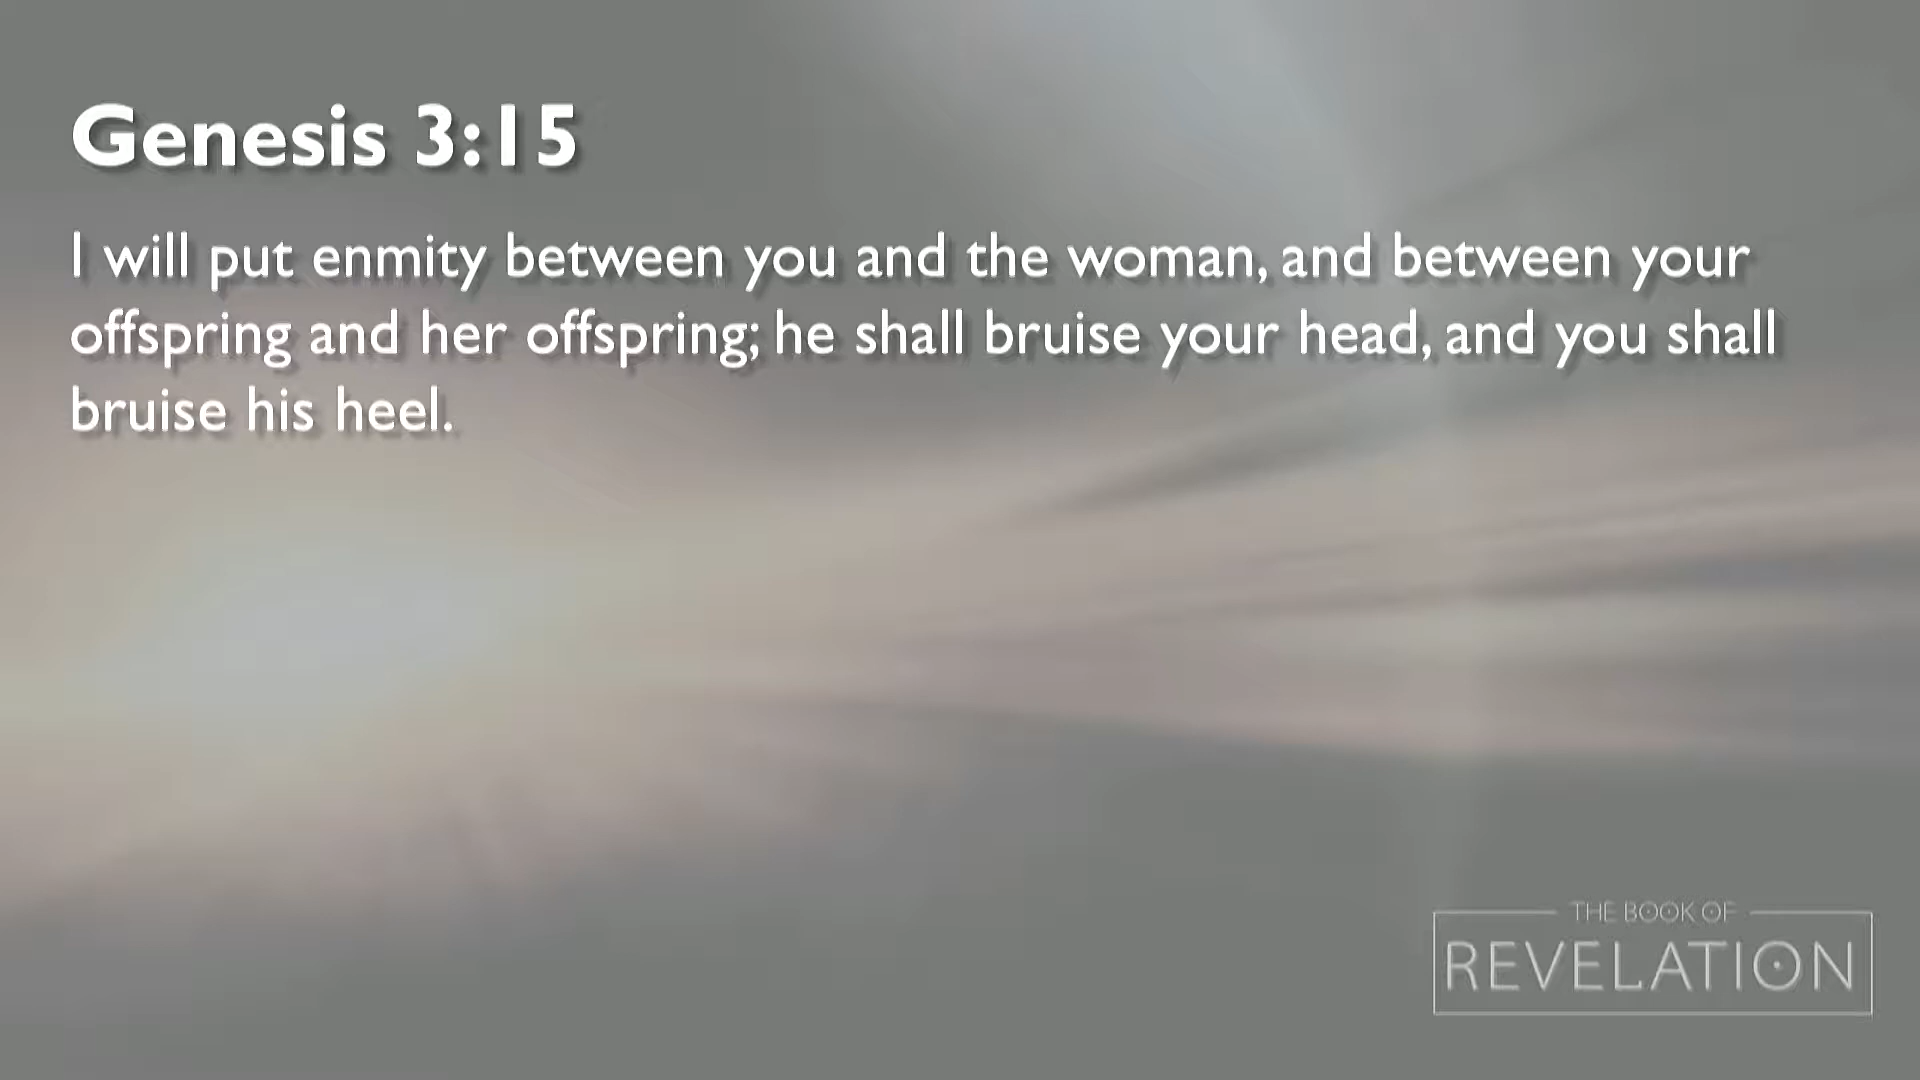 Genesis 3:15
I will put enmity between you and the woman, and between your
offspring and her offspring; he shall bruise your head, and you shall
bruise his heel.
THE BOOK OF
REVELATION